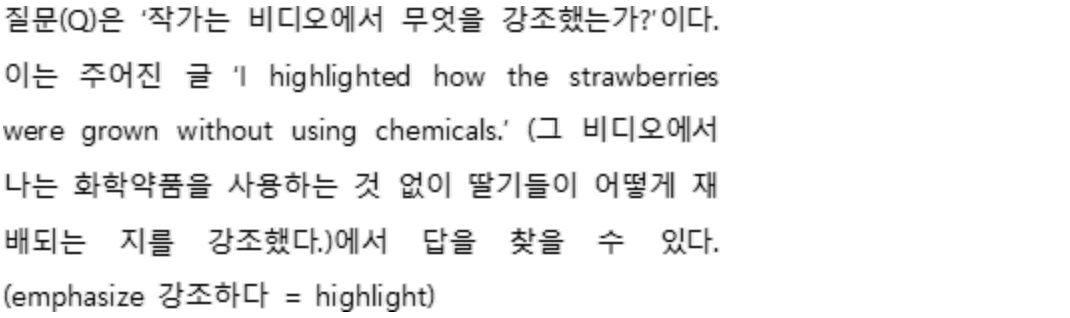 질문(Q)은 ‘작가는 비디오에서 무엇을 강조했는가?’이다.
이는 주어진 글 ‘I highlighted how the strawberries
were grown without using chemicals.’ (그 비디오에서
나는 화학약품을 사용하는 것 없이 딸기들이 어떻게 재
배되는 지를 강조했다.)에서 답을 찾을 수 있다.
(emphasize 강조하다 = highlight)